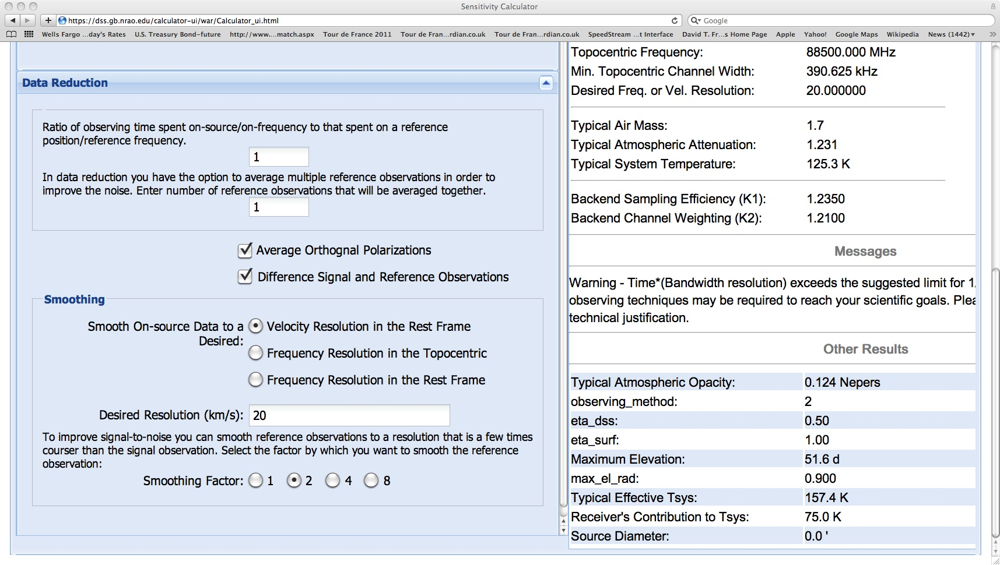 Sensitivity Calculator
https://dss.gb.nrao.edu/calculator-ui/war/Calculator_ui.html
Google
Wells Fargo ...day's Rates U.S. Treasury Bond-future http://www....match.aspx Tour de France 2011 Tour de Fran...rdian.co.uk Tour de Fran...rdian.co.uk SpeedStream ...t Interface David T. Fr...s Home Page Apple Yahoo! Google Maps Wikipedia News (1442)
Data Reduction
Ratio of observing time spent on-source/on-frequency to that spent on a reference
position/reference frequency.
1
In data reduction you have the option to average multiple reference observations in order to
improve the noise. Enter number of reference observations that will be averaged together.
1
Average Orthognal Polarizations
Difference Signal and Reference Observations
Smoothing
Smooth On-source Data to a
Desired:
Velocity Resolution in the Rest Frame
Frequency Resolution in the Topocentric
Frequency Resolution in the Rest Frame
Desired Resolution (km/s): 20
To improve signal-to-noise you can smooth reference observations to a resolution that is a few times
courser than the signal observation. Select the factor by which you want to smooth the reference
observation:
Smoothing Factor: 1 2 4 8
Topocentric Frequency: 88500.000 MHz
Min. Topocentric Channel Width: 390.625 kHz
Desired Freq. or Vel. Resolution: 20.000000
Typical Air Mass: 1.7
Typical Atmospheric Attenuation: 1.231
Typical System Temperature: 125.3 K
Backend Sampling Efficiency (K1): 1.2350
Backend Channel Weighting (K2): 1.2100
Messages
Warning - Time*(Bandwidth resolution) exceeds the suggested limit for 1.
observing techniques may be required to reach your scientific goals. Plea
technical justification.
Other Results
Typical Atmospheric Opacity: 0.124 Nepers
observing_method: 2
eta_dss: 0.50
eta_surf: 1.00
Maximum Elevation: 51.6 d
max_el_rad: 0.900
Typical Effective Tsys: 157.4 K
Receiver's Contribution to Tsys: 75.0 K
Source Diameter: 0.0 '